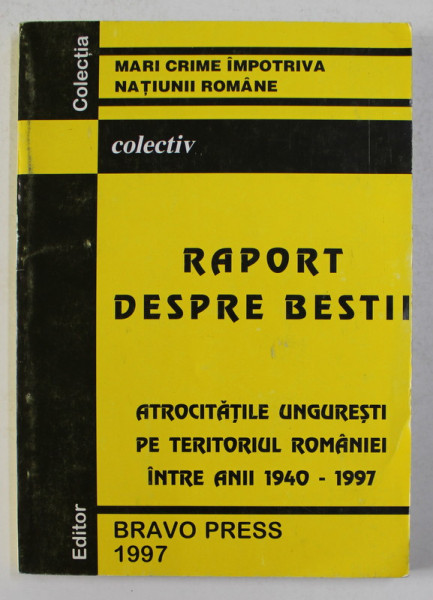 Colecția
MARI CRIME ÎMPOTRIVA
NAȚIUNII ROMÂNE
colectiv
RAPORT
DESPRE BESTII
ATROCITĂȚILE UNGUREȘTI
PE TERITORIUL ROMÂNIEI
ÎNTRE ANII 1940 - 1997
Editor
BRAVO PRESS
1997